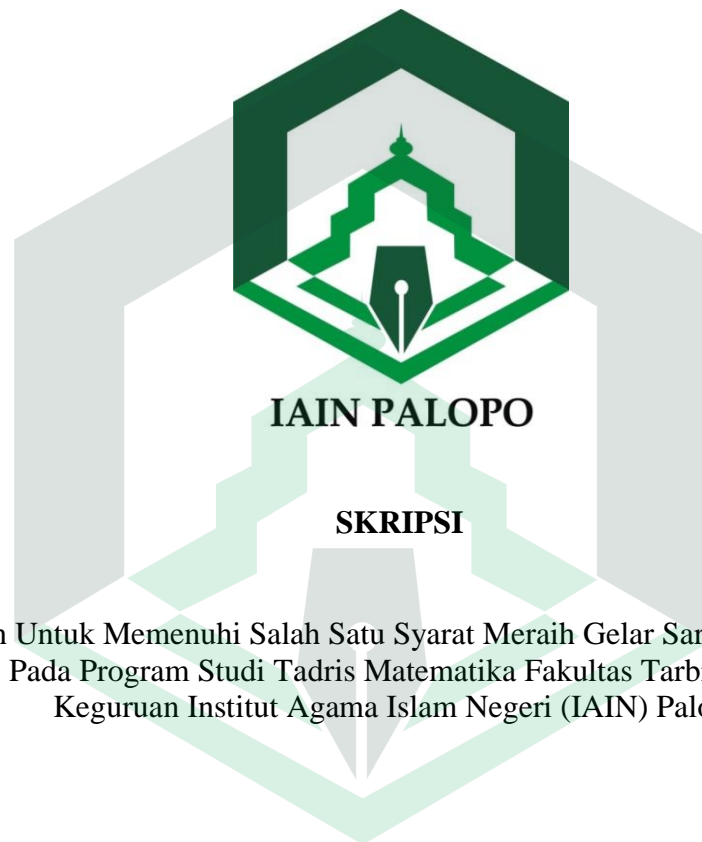 IAIN PALOPO
SKRIPSI
Untuk Memenuhi Salah Satu Syarat Meraih Gelar
Pada Program Studi Tadris Matematika Fakultas
Keguruan Institut Agama Islam Negeri (IAIN)